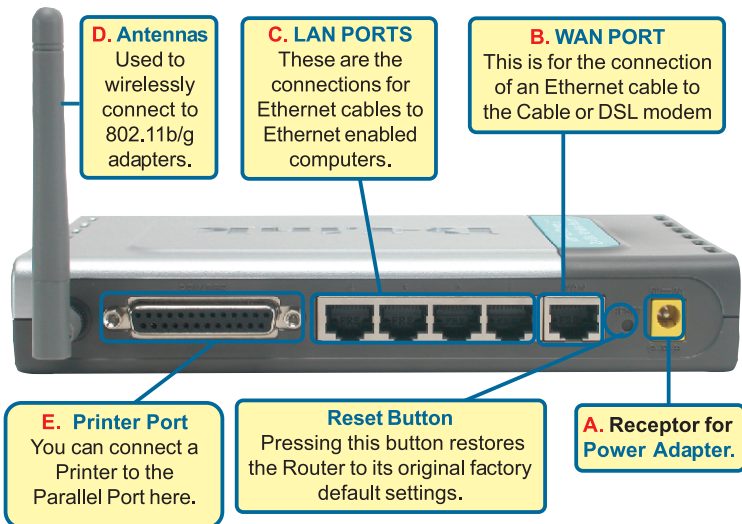 D. Antennas
Used to
wirelessly
connect to
802.11b/g
adapters.
C. LAN PORTS
These are the
connections for
Ethernet cables to
Ethernet enabled
computers.
B. WAN PORT
This is for the connection
of an Ethernet cable to
the Cable or DSL modem
D-Link
E. Printer Port
You can connect a
Printer to the
Parallel Port here.
Reset Button
Pressing this button restores
the Router to its original factory
default settings.
A. Receptor for
Power Adapter.